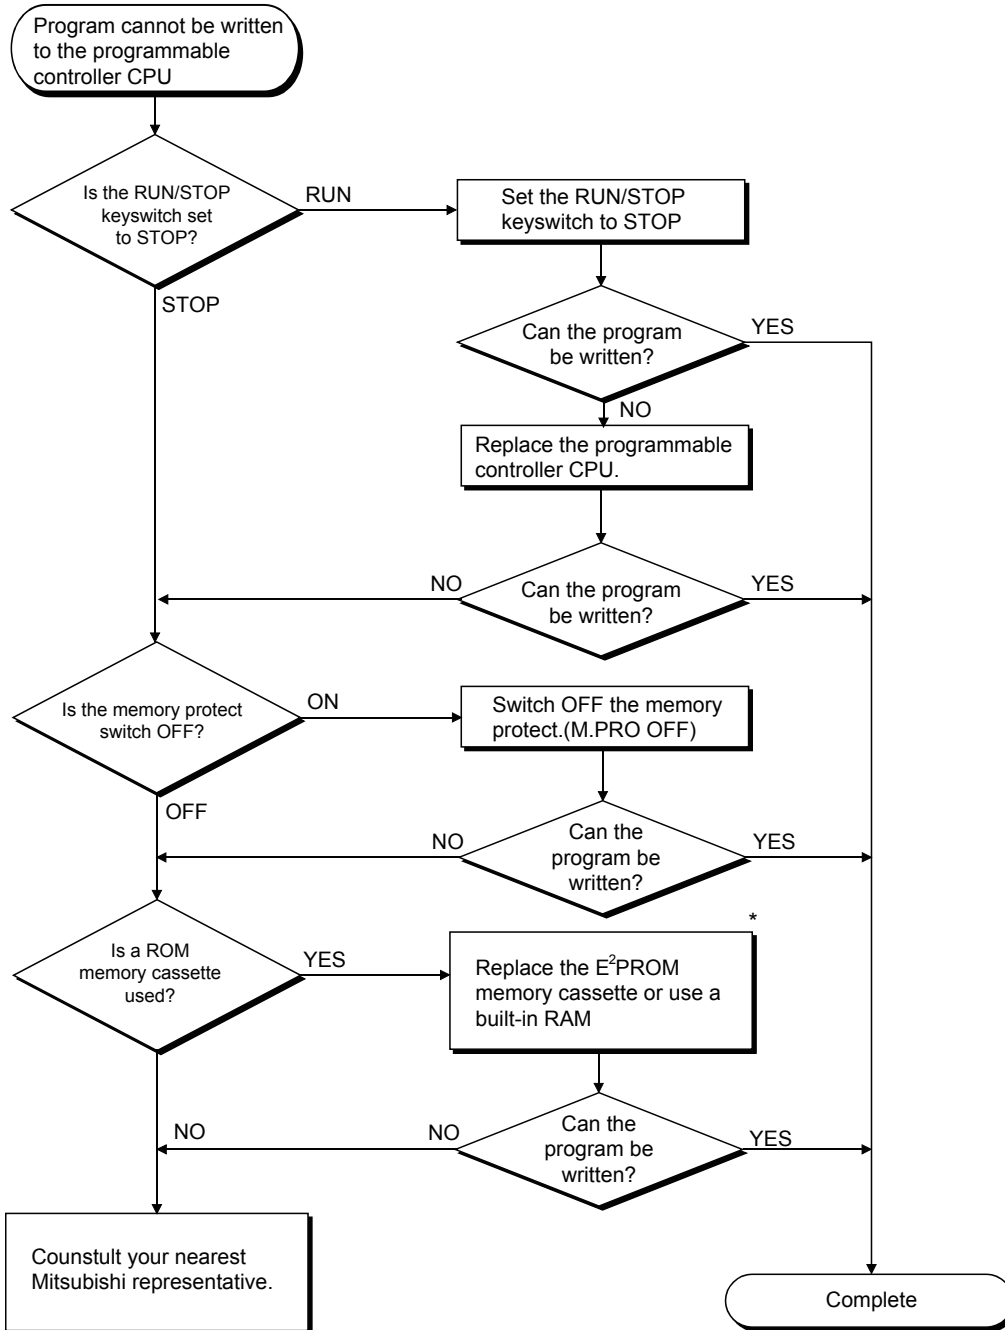 Program cannot be written
to the programmable
controller CPU
Is the RUN/STOP
keyswitch set
to STOP?
RUN
Set the RUN/STOP
keyswitch to STOP
STOP
Can the program
be written?
YES
NO
Replace the programmable
controller CPU.
NO
Can the program
be written?
YES
Is the memory protect
switch OFF?
ON
Switch OFF the memory
protect.(M.PRO OFF)
OFF
NO
Can the
program be
written?
YES
*
Is a ROM
memory cassette
used?
YES
Replace the E²PROM
memory cassette or use a
built-in RAM
NO
NO
Can the
program be
written?
YES
Counstult your nearest
Mitsubishi representative.
Complete